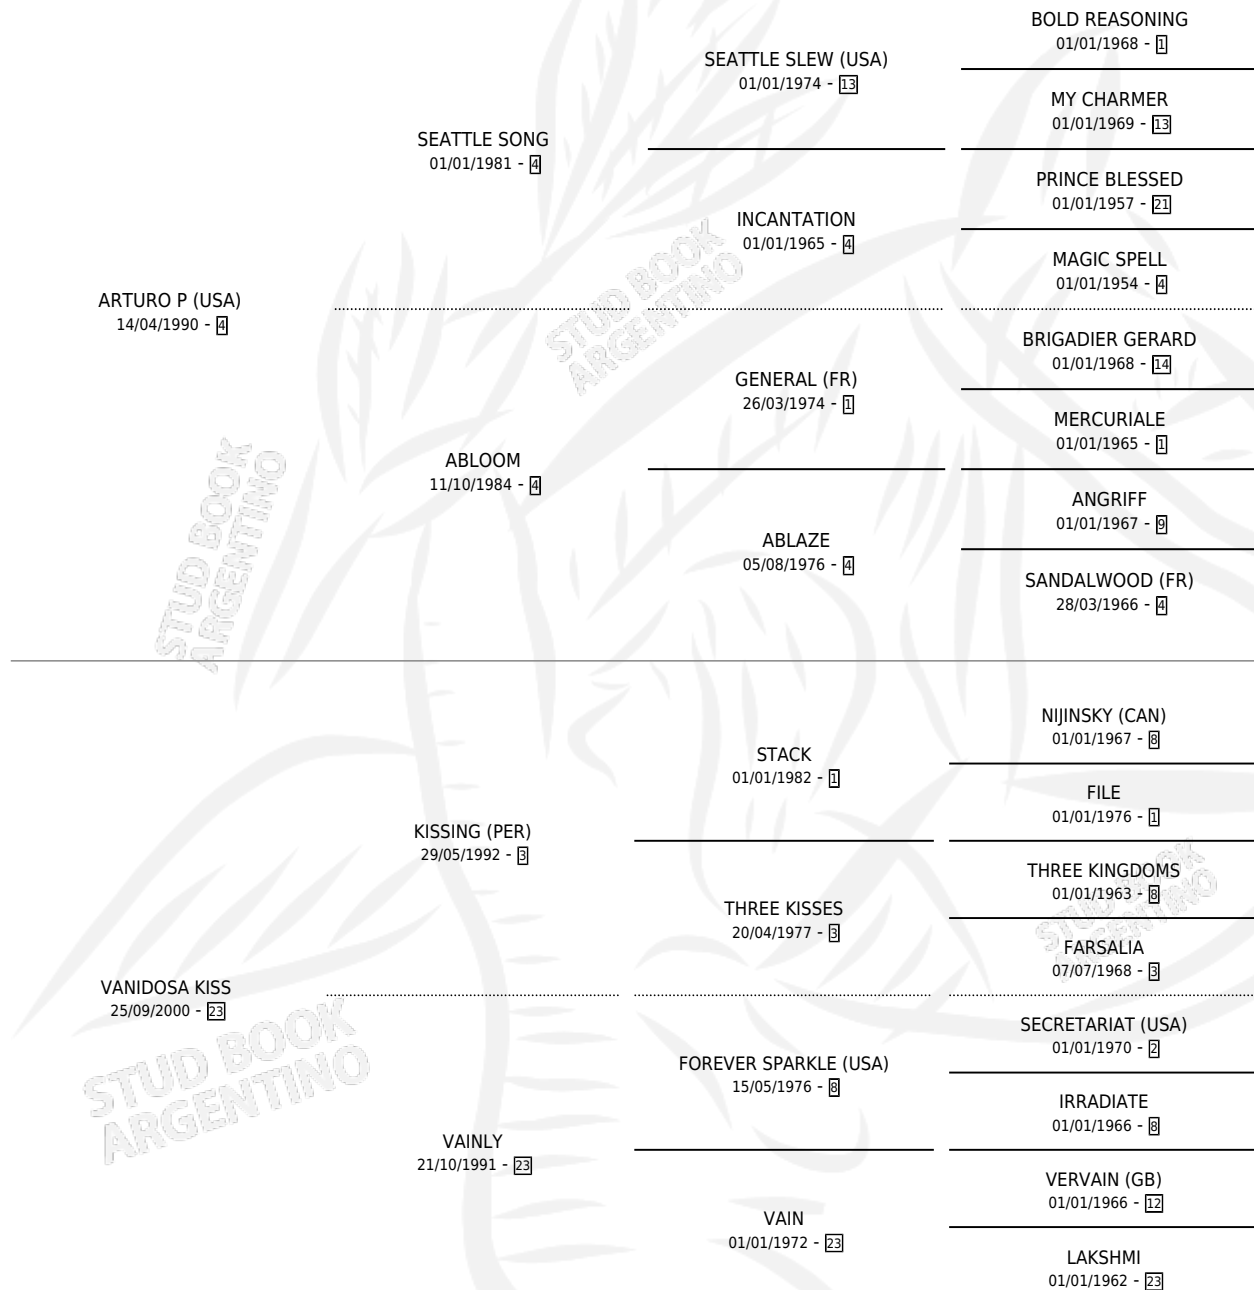 BOLD REASONING
01/01/1968 - 1
SEATTLE SLEW (USA)
01/01/1974 - 13
MY CHARMER
01/01/1969 - 13
SEATTLE SONG
01/01/1981 - 4
PRINCE BLESSED
01/01/1957 - 21
INCANTATION
01/01/1965 - 4
MAGIC SPELL
01/01/1954 - 4
ARTURO P (USA)
14/04/1990 - 4
BRIGADIER GERARD
01/01/1968 - 14
GENERAL (FR)
26/03/1974 - 1
MERCURIALE
01/01/1965 - 1
ABLOOM
11/10/1984 - 4
ANGRIFF
01/01/1967 - 9
ABLAZE
05/08/1976 - 4
SANDALWOOD (FR)
28/03/1966 - 4
NIJINSKY (CAN)
01/01/1967 - 8
STACK
01/01/1982 - 1
FILE
01/01/1976 - 1
KISSING (PER)
29/05/1992 - 3
THREE KINGDOMS
01/01/1963 - 8
THREE KISSES
20/04/1977 - 3
FARSALIA
07/07/1968 - 3
VANIDOSA KISS
25/09/2000 - 23
SECRETARIAT (USA)
01/01/1970 - 2
FOREVER SPARKLE (USA)
15/05/1976 - 8
IRRADIATE
01/01/1966 - 8
VAINLY
21/10/1991 - 23
VERVAIN (GB)
01/01/1966 - 12
VAIN
01/01/1972 - 23
LAKSHMI
01/01/1962 - 23
STUD BOOK
ARGENTINO
STUD BOOK
ARGENTINO
STUD BOOK
ARGENTINO
STUD BOOK
ARGENTINO